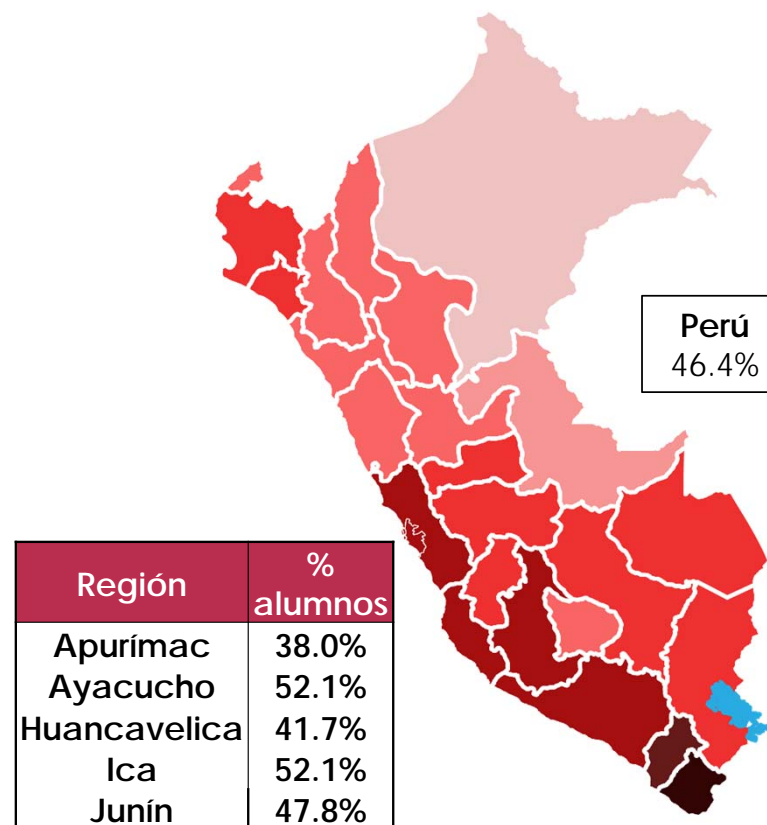 Perú
46.4%
Región % alumnos
Apurímac 38.0%
Ayacucho 52.1%
Huancavelica 41.7%
Ica 52.1%
Junín 47.8%